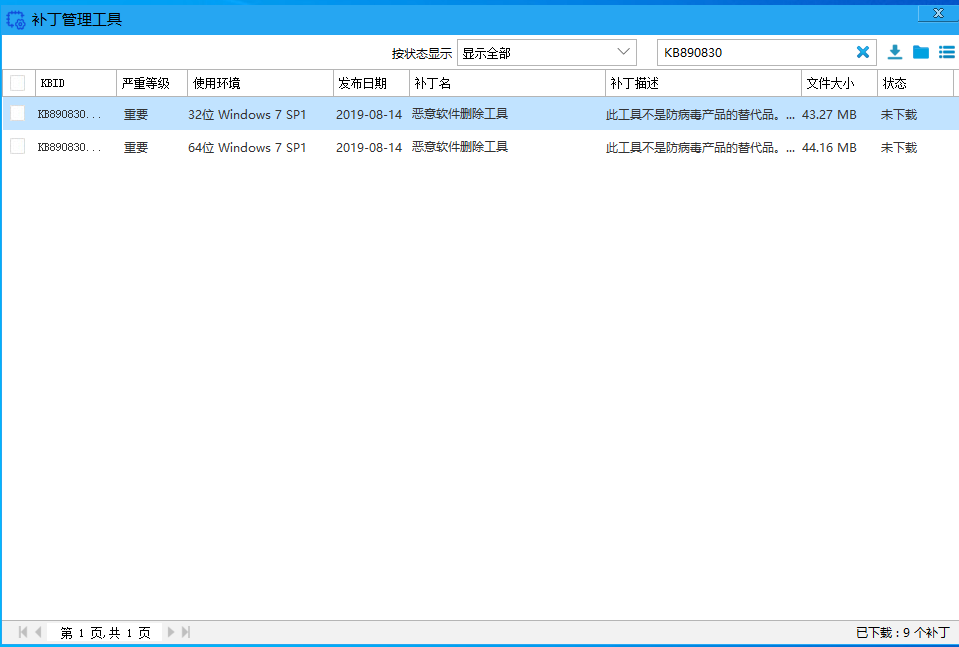 补丁管理工具
按状态显示 显示全部 KB890830
KBID 严重等级 使用环境 发布日期 补丁名 补丁描述 文件大小 状态
KB890830... 重要 32位 Windows 7 SP1 2019-08-14 恶意软件删除工具 此工具不是防病毒产品的替代品。... 43.27 MB 未下载
KB890830... 重要 64位 Windows 7 SP1 2019-08-14 恶意软件删除工具 此工具不是防病毒产品的替代品。... 44.16 MB 未下载
第 1 页,共 1 页 已下载：9 个补丁